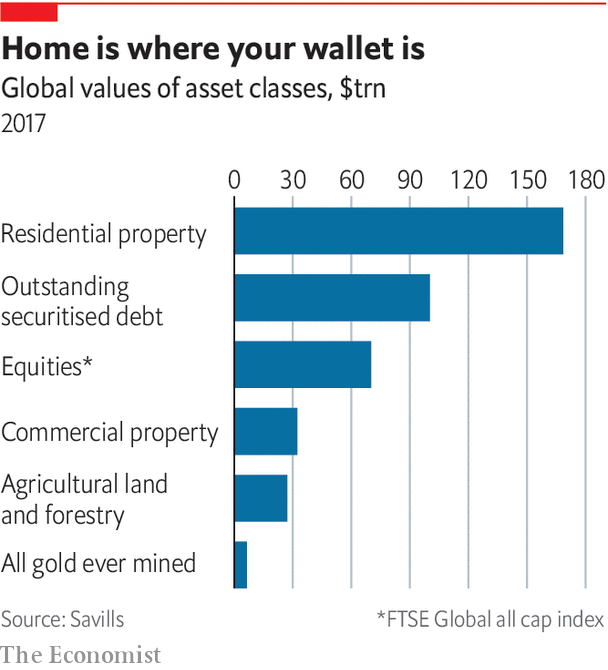 Home is where your wallet is
Global values of asset classes, $trn
2017
0 30 60 90 120 150 180
Residential property
Outstanding
securitised debt
Equities*
Commercial property
Agricultural land
and forestry
All gold ever mined
Source: Savills
*FTSE Global all cap index
The Economist